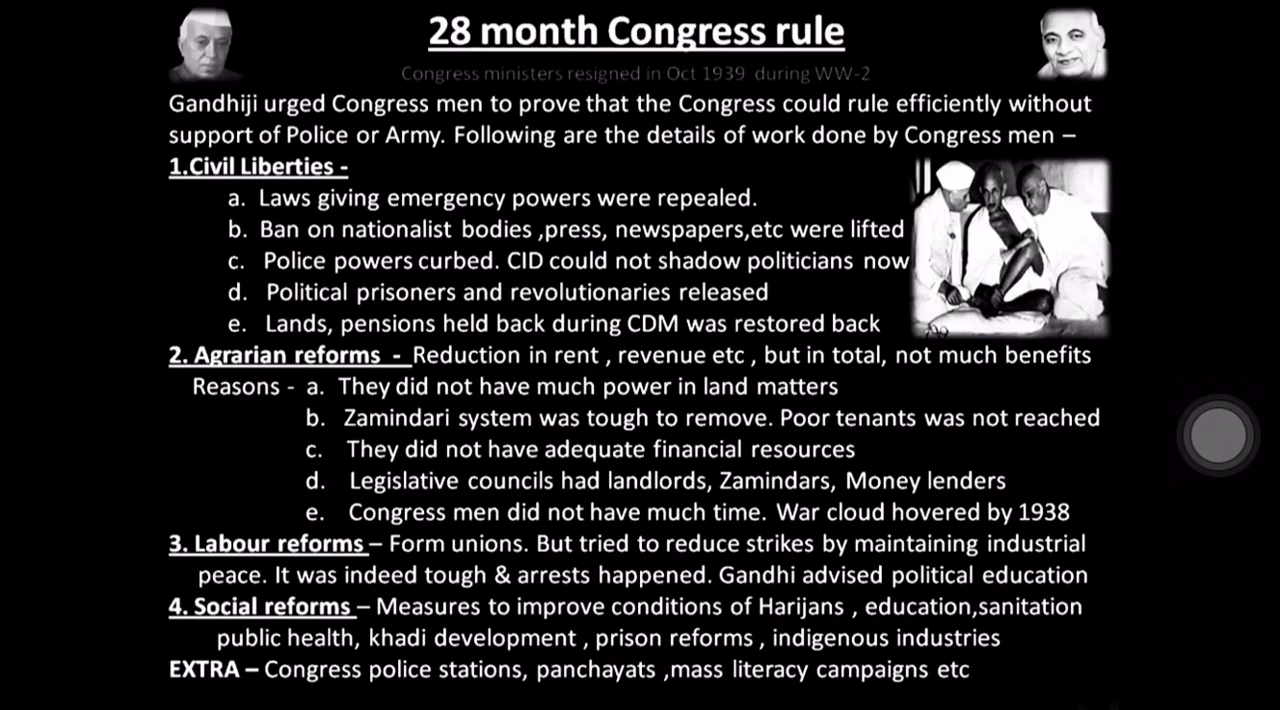 28 month Congress rule
Congress ministers resigned in Oct 1939 during WW-2
Gandhiji urged Congress men to prove that the Congress could rule efficiently without
support of Police or Army. Following are the details of work done by Congress men –
1.Civil Liberties -
a. Laws giving emergency powers were repealed.
b. Ban on nationalist bodies ,press, newspapers,etc were lifted
c. Police powers curbed. CID could not shadow politicians now
d. Political prisoners and revolutionaries released
e. Lands, pensions held back during CDM was restored back
2. Agrarian reforms - Reduction in rent , revenue etc , but in total, not much benefits
Reasons - a. They did not have much power in land matters
b. Zamindari system was tough to remove. Poor tenants was not reached
c. They did not have adequate financial resources
d. Legislative councils had landlords, Zamindars, Money lenders
e. Congress men did not have much time. War cloud hovered by 1938
3. Labour reforms – Form unions. But tried to reduce strikes by maintaining industrial
peace. It was indeed tough & arrests happened. Gandhi advised political education
4. Social reforms – Measures to improve conditions of Harijans , education,sanitation
public health, khadi development , prison reforms , indigenous industries
EXTRA – Congress police stations, panchayats ,mass literacy campaigns etc